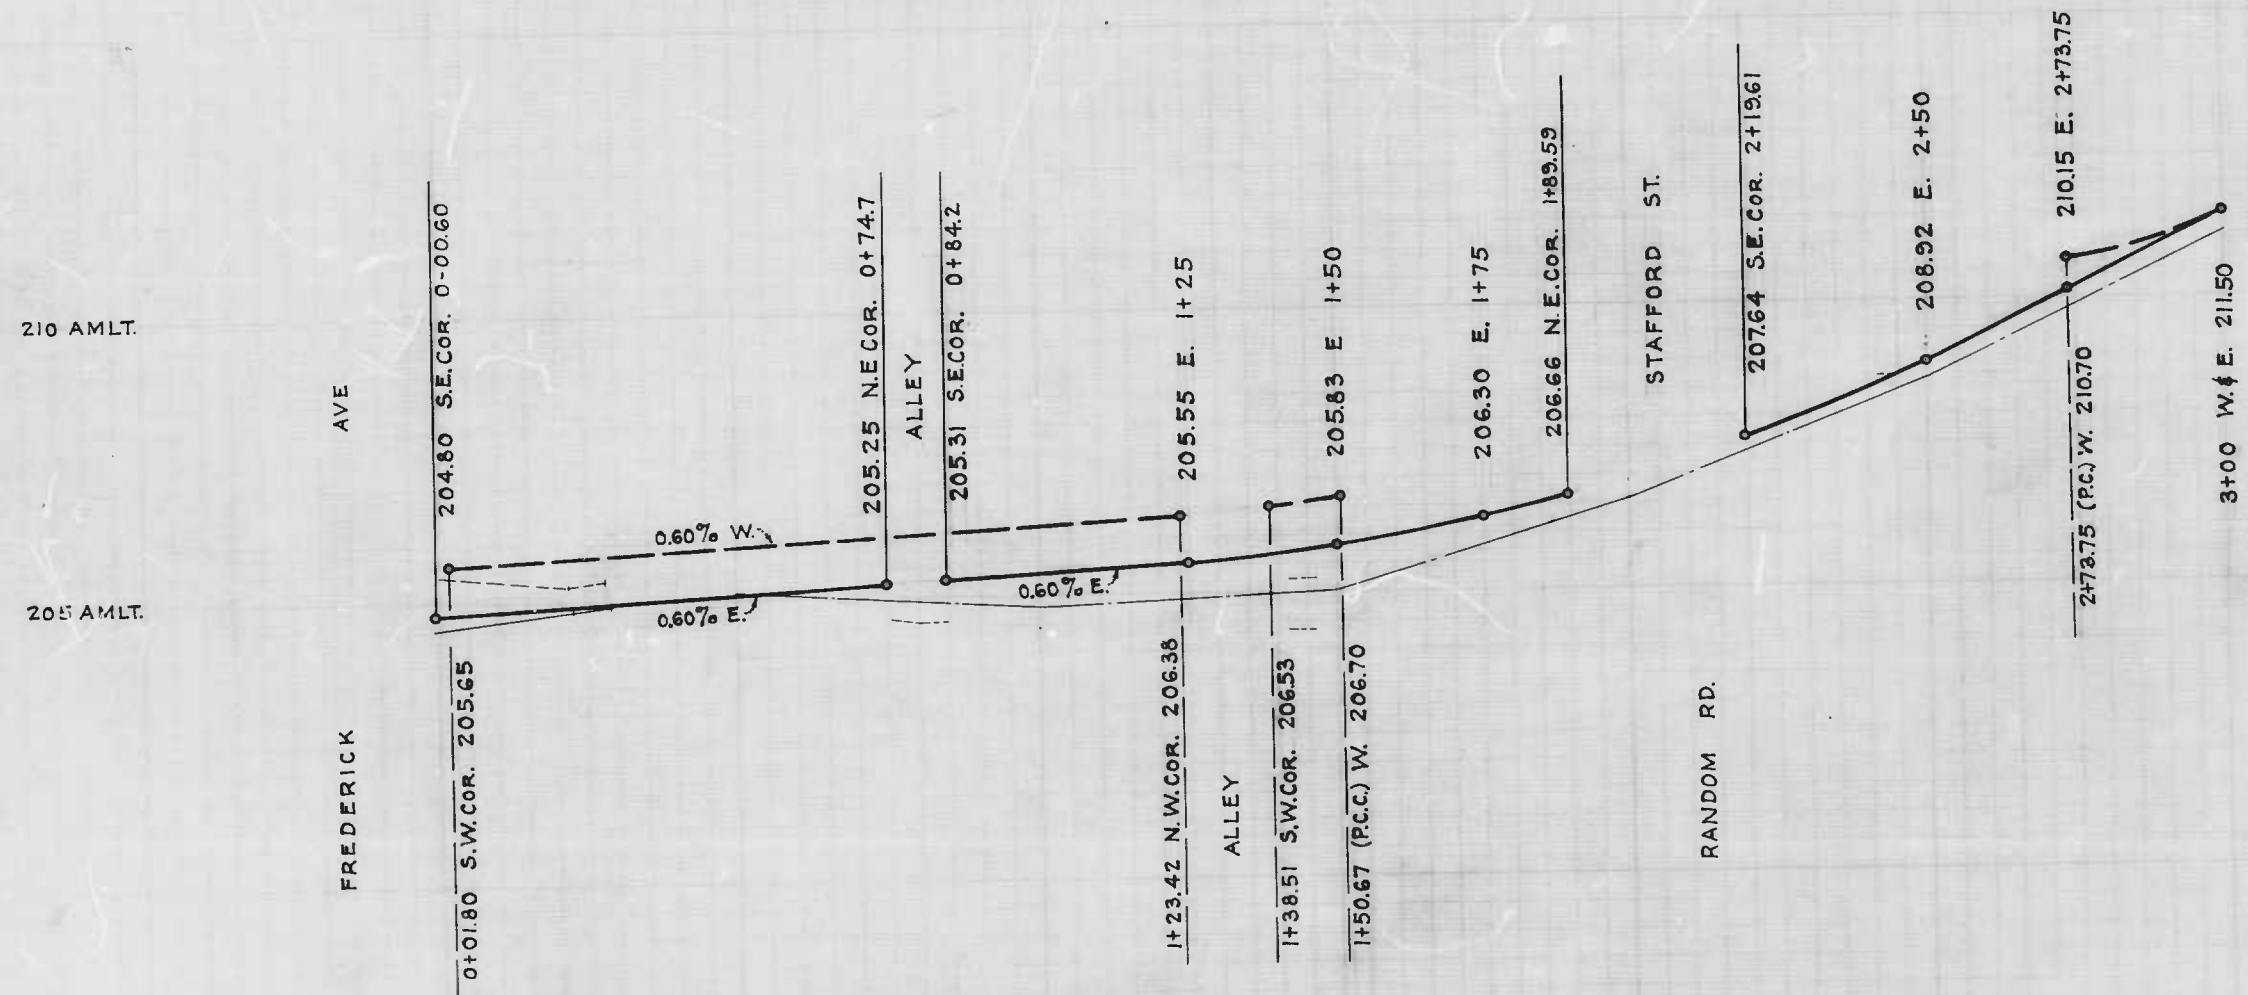 210 AMLT.
205 AMLT.
FREDERICK AVE
204.80 S.E.COR. 0-00.60
0+01.80 S.W.COR. 205.65
0.60% W.
0.60% E.
205.25 N.E COR. 0+74.7
ALLEY
205.31 S.E.COR. 0+84.2
0.60% E.
205.55 E. 1+25
1+23.42 N.W.COR. 206.38
ALLEY
1+38.51 S.W.COR. 206.53
205.83 E 1+50
1+50.67 (P.C.C.) W. 206.70
206.30 E. 1+75
206.66 N.E.COR. 1+89.59
STAFFORD ST.
RANDOM RD.
207.64 S.E.COR. 2+19.61
208.92 E. 2+50
210.15 E. 2+73.75
2+73.75 (P.C.) W. 210.70
3+00 W.&E. 211.50